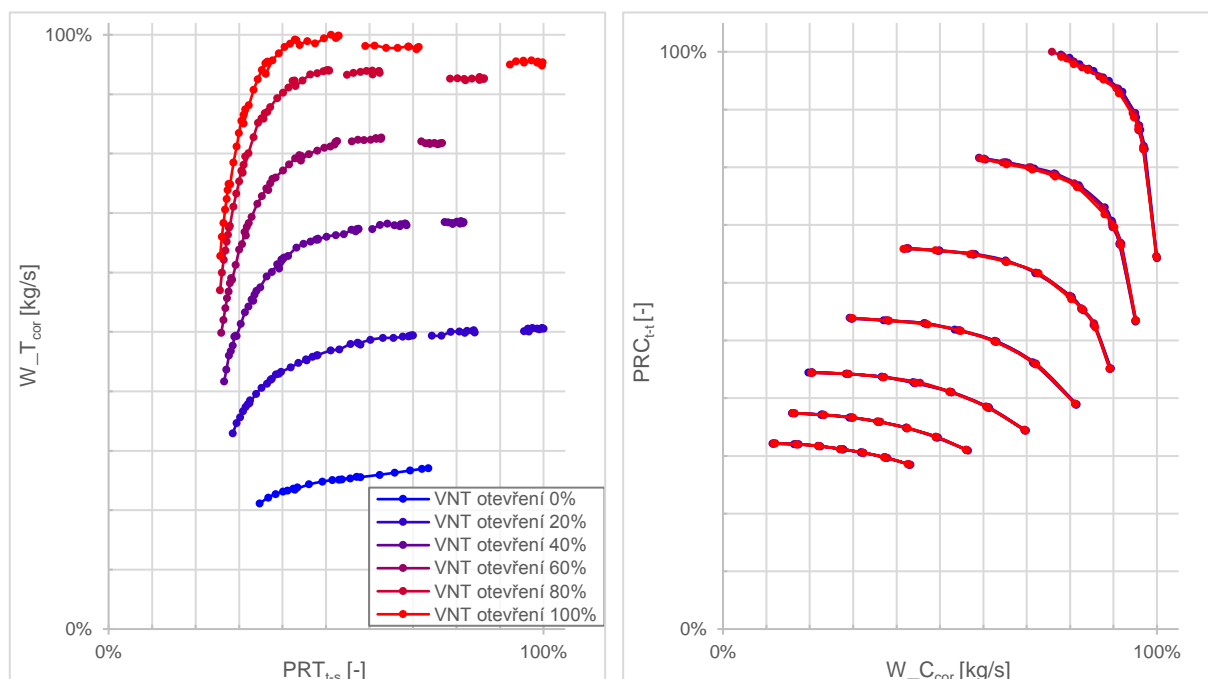 100%
W_T_cor [kg/s]
VNT otevření 0%
VNT otevření 20%
VNT otevření 40%
VNT otevření 60%
VNT otevření 80%
VNT otevření 100%
0%
0%
PRT_t-s [-]
100%
100%
PRC_t-t [-]
0%
0%
W_C_cor [kg/s]
100%